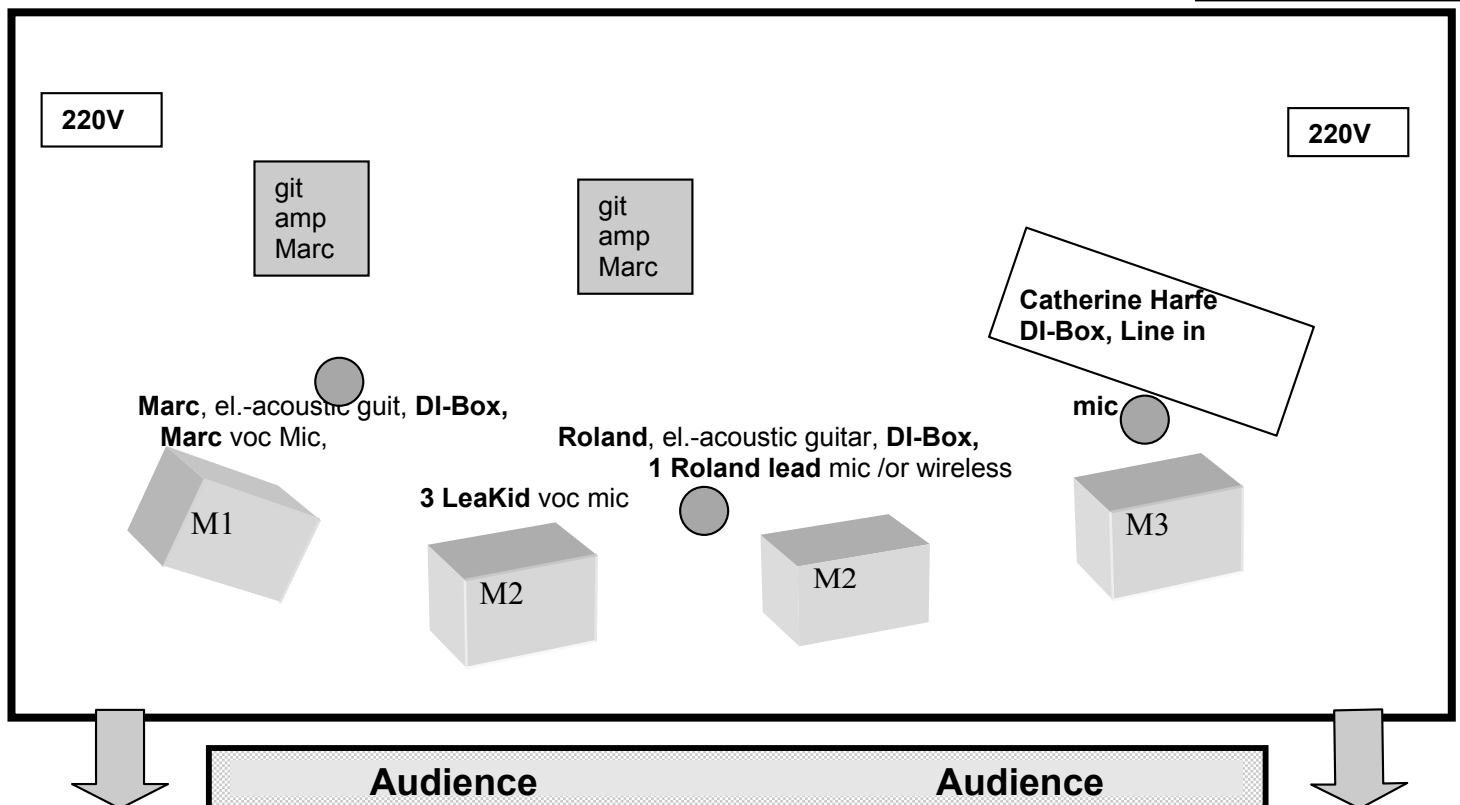 220V
220V
git
amp
Marc
git
amp
Marc
Catherine Harfe
DI-Box, Line in
Marc, el.-acoustic guit, DI-Box,
Marc voc Mic,
mic
Roland, el.-acoustic guitar, DI-Box,
1 Roland lead mic /or wireless
3 LeaKid voc mic
M1
M2
M2
M3
Audience
Audience